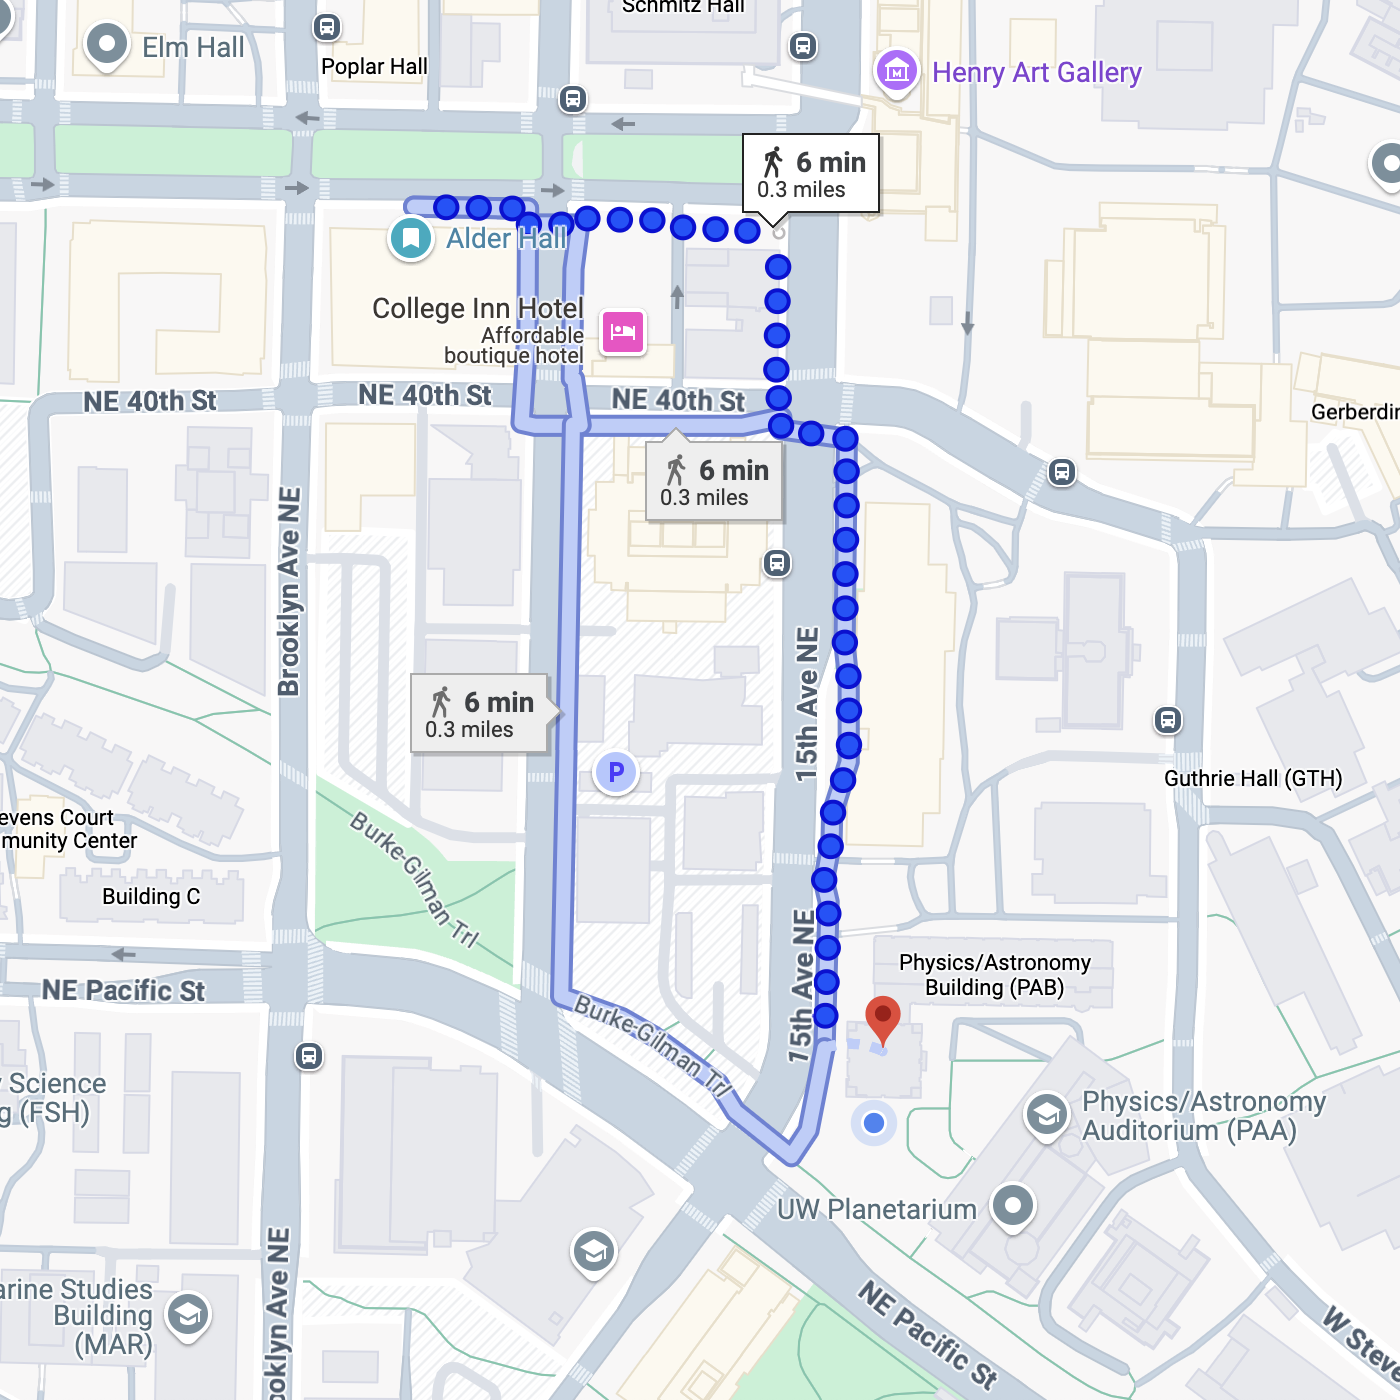 Schmitz Hall
Elm Hall
Poplar Hall
Henry Art Gallery
6 min
0.3 miles
Alder Hall
College Inn Hotel
Affordable
boutique hotel
NE 40th St
NE 40th St
NE 40th St
Gerberdin
6 min
0.3 miles
Brooklyn Ave NE
15th Ave NE
6 min
0.3 miles
P
Guthrie Hall (GTH)
evens Court
munity Center
Burke-Gilman Trl
Building C
15th Ave NE
Physics/Astronomy
Building (PAB)
NE Pacific St
Burke-Gilman Trl
y Science
g (FSH)
Physics/Astronomy
Auditorium (PAA)
UW Planetarium
ooklyn Ave NE
arine Studies
Building
(MAR)
NE Pacific St
W Steve